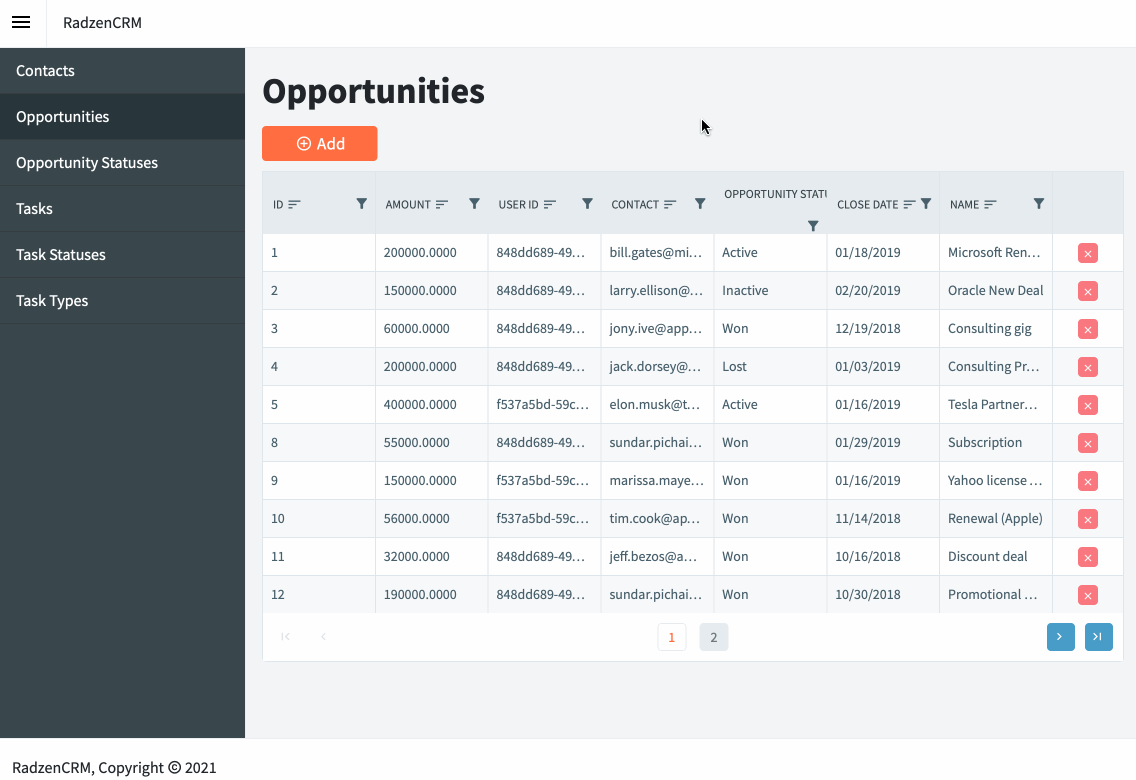 RadzenCRM
Contacts
Opportunities
Opportunity Statuses
Tasks
Task Statuses
Task Types
Opportunities
Add
ID AMOUNT USER ID CONTACT OPPORTUNITY STATU CLOSE DATE NAME
1 200000.0000 848dd689-49... bill.gates@mi... Active 01/18/2019 Microsoft Ren...
2 150000.0000 848dd689-49... larry.ellison@... Inactive 02/20/2019 Oracle New Deal
3 60000.0000 848dd689-49... jony.ive@app... Won 12/19/2018 Consulting gig
4 200000.0000 848dd689-49... jack.dorsey@... Lost 01/03/2019 Consulting Pr...
5 400000.0000 f537a5bd-59c... elon.musk@t... Active 01/16/2019 Tesla Partner...
8 55000.0000 848dd689-49... sundar.pichai... Won 01/29/2019 Subscription
9 150000.0000 f537a5bd-59c... marissa.maye... Won 01/16/2019 Yahoo license ...
10 56000.0000 f537a5bd-59c... tim.cook@ap... Won 11/14/2018 Renewal (Apple)
11 32000.0000 848dd689-49... jeff.bezos@a... Won 10/16/2018 Discount deal
12 190000.0000 848dd689-49... sundar.pichai... Won 10/30/2018 Promotional ...
1 2
RadzenCRM, Copyright © 2021